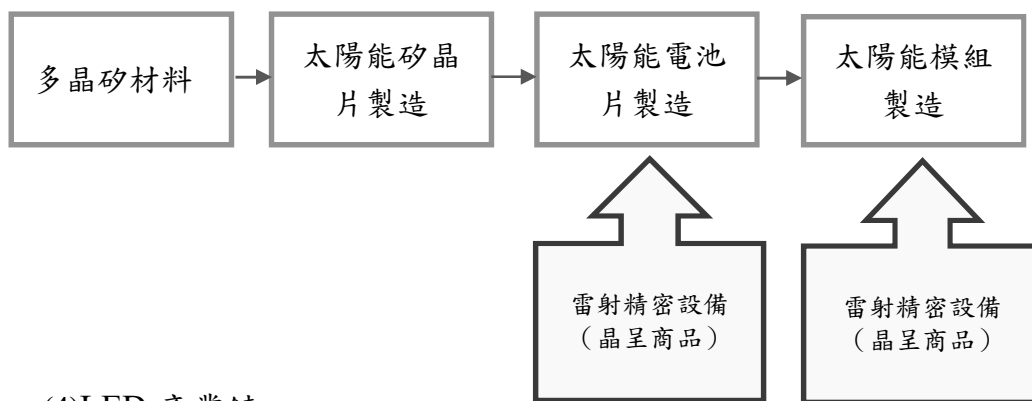 多晶矽材料
太陽能矽晶
片製造
太陽能電池
片製造
太陽能模組
製造
雷射精密設備
（晶呈商品）
雷射精密設備
（晶呈商品）
(4)LED